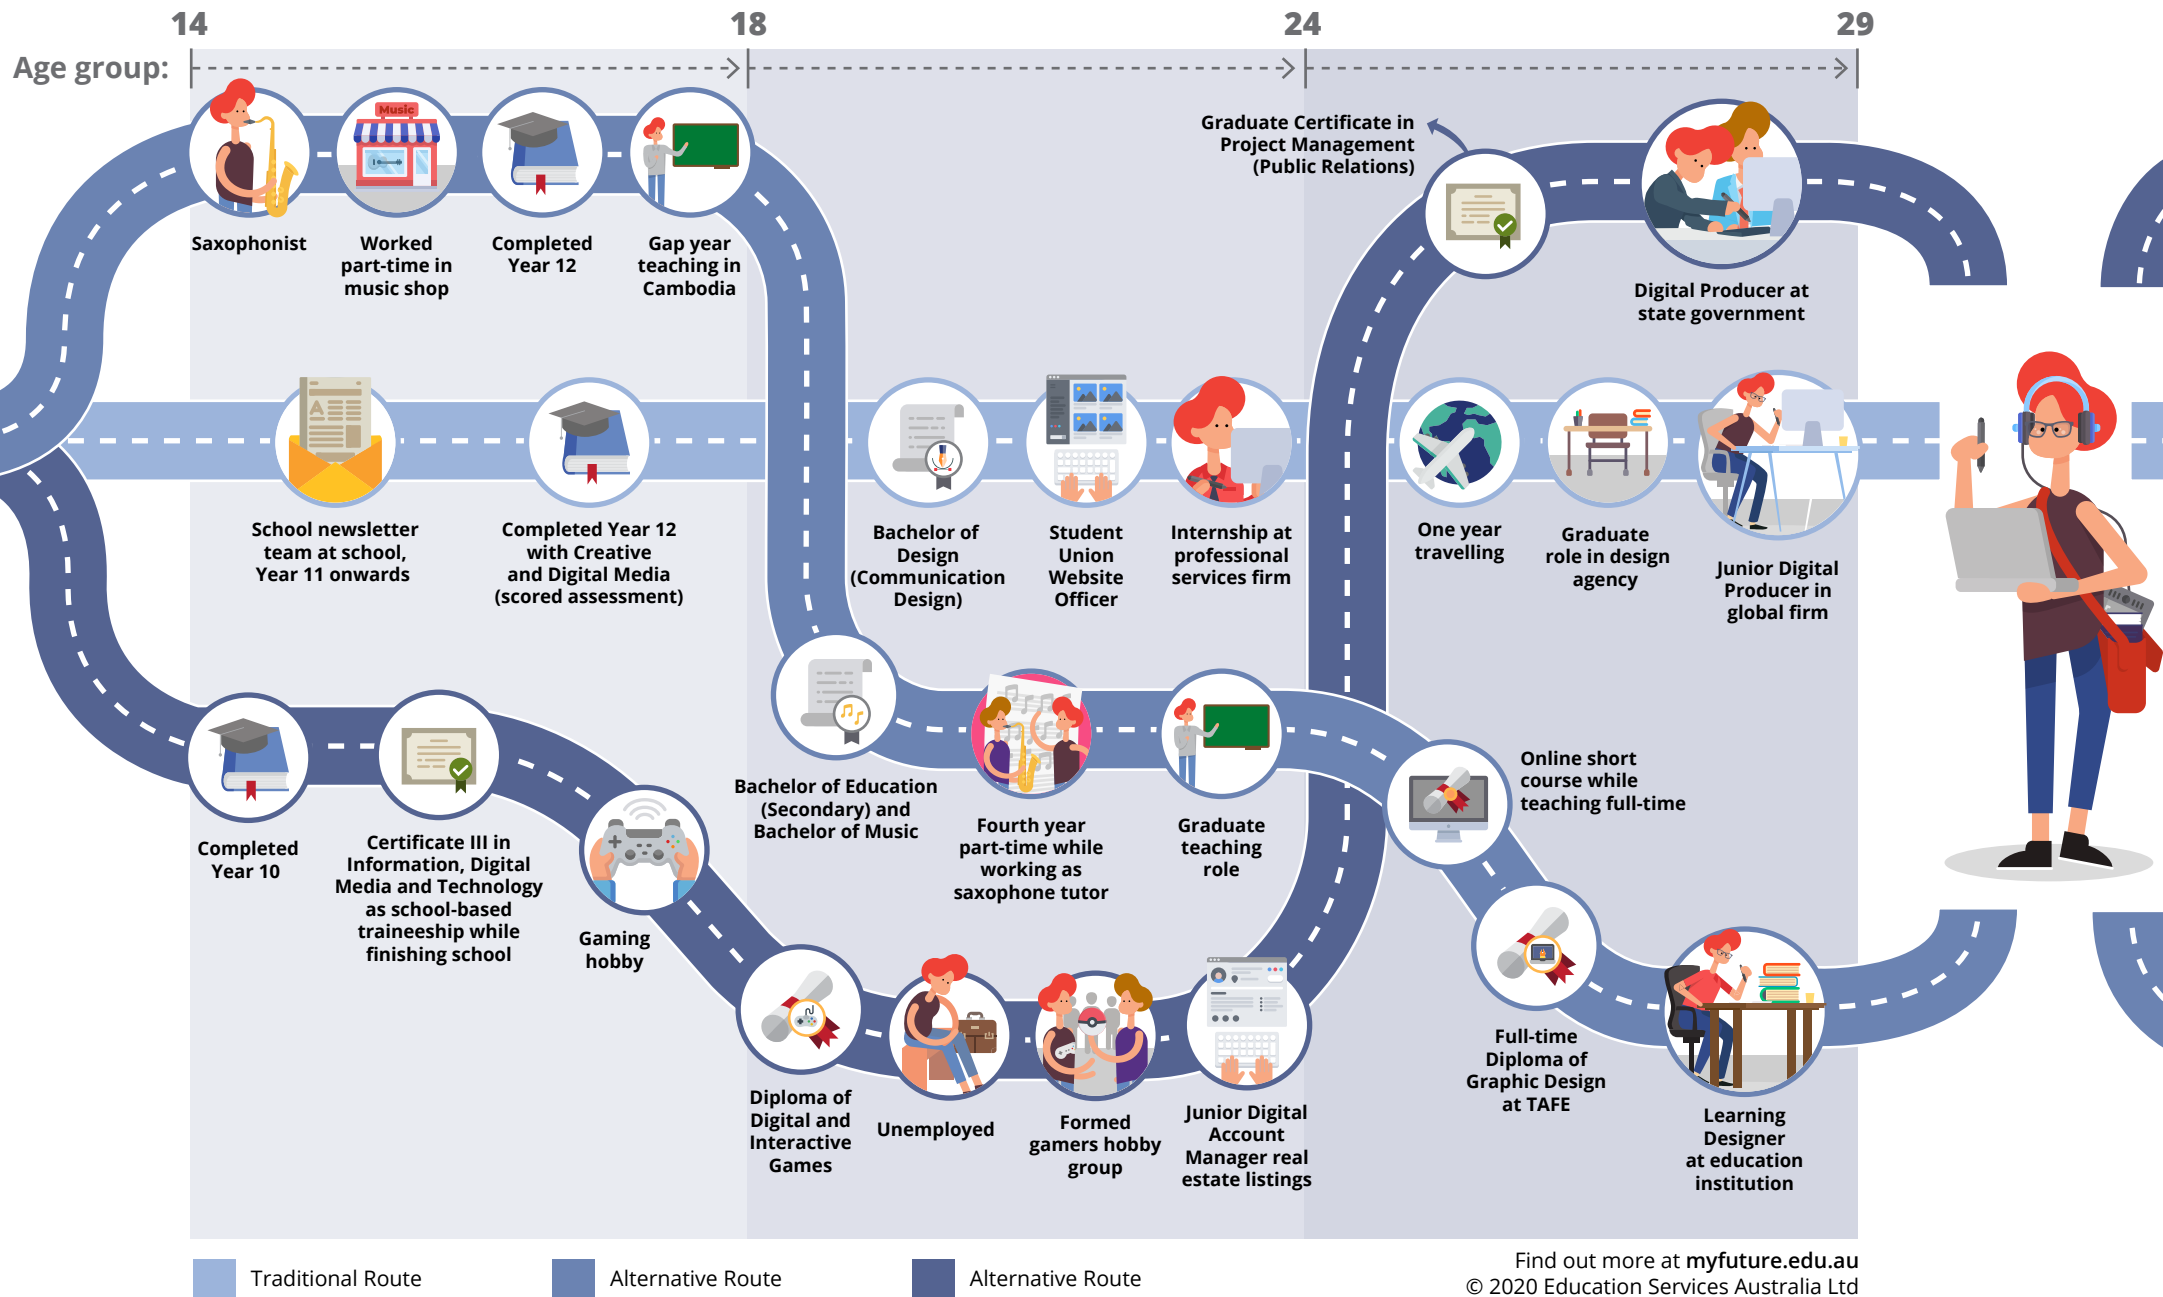 14
18
24
29
Age group:
Music
Saxophonist
Worked
part-time in
music shop
Completed
Year 12
Gap year
teaching in
Cambodia
Graduate Certificate in
Project Management
(Public Relations)
Digital Producer at
state government
A
School newsletter
team at school,
Year 11 onwards
Completed Year 12
with Creative
and Digital Media
(scored assessment)
Bachelor of
Design
(Communication
Design)
Student
Union
Website
Officer
Internship at
professional
services firm
One year
travelling
Graduate
role in design
agency
Junior Digital
Producer in
global firm
Bachelor of Education
(Secondary) and
Bachelor of Music
Fourth year
part-time while
working as
saxophone tutor
Graduate
teaching
role
Online short
course while
teaching full-time
Full-time
Diploma of
Graphic Design
at TAFE
Learning
Designer
at education
institution
Completed
Year 10
Certificate III in
Information, Digital
Media and Technology
as school-based
traineeship while
finishing school
Gaming
hobby
Diploma of
Digital and
Interactive
Games
Unemployed
Formed
gamers hobby
group
Junior Digital
Account
Manager real
estate listings
Traditional Route
Alternative Route
Alternative Route
Find out more at myfuture.edu.au
© 2020 Education Services Australia Ltd